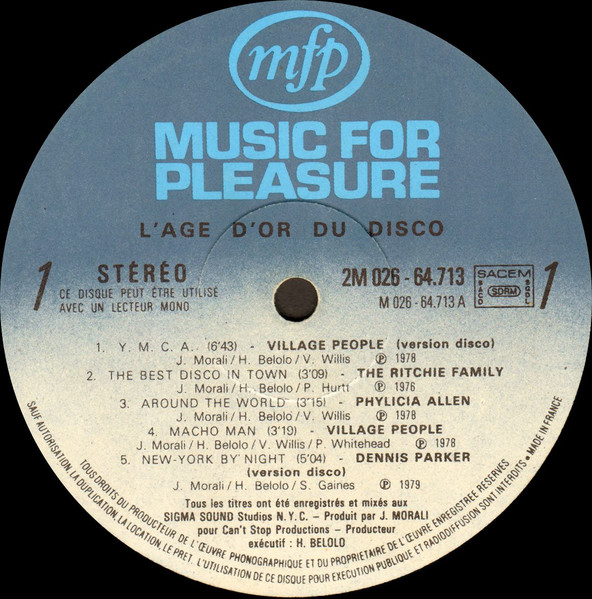 mfp
MUSIC FOR
PLEASURE
L'AGE D'OR DU DISCO
1 STÉRÉO
CE DISQUE PEUT ÊTRE UTILISÉ
AVEC UN LECTEUR MONO
2M 026 - 64.713
M 026 - 64.713 A
SACEM
SACD SDRM SGDL
1
1. Y. M. C. A.. (6'43) - VILLAGE PEOPLE (version disco)
J. Morali / H. Belolo / V. Willis Ⓟ 1978
2. THE BEST DISCO IN TOWN (3'09) - THE RITCHIE FAMILY
J. Morali / H. Belolo / P. Hurtt Ⓟ 1976
3. AROUND THE WORLD (3'15) - PHYLICIA ALLEN
J. Morali / H. Belolo / V. Willis Ⓟ 1978
4. MACHO MAN (3'19) - VILLAGE PEOPLE
J. Morali / H. Belolo / V. Willis / P. Whitehead Ⓟ 1978
5. NEW-YORK BY NIGHT (5'04) - DENNIS PARKER
(version disco)
J. Morali / H. Belolo / S. Gaines Ⓟ 1979
Tous les titres ont été enregistrés et mixés aux
SIGMA SOUND Studios N.Y.C. - Produit par J. MORALI
pour Can't Stop Productions - Producteur
exécutif : H. BELOLO
TOUS DROITS DU PRODUCTEUR DE L'ŒUVRE PHONOGRAPHIQUE ET DU PROPRIETAIRE DE L'ŒUVRE ENREGISTREE RESERVES
SAUF AUTORISATION, LA DUPLICATION, LA LOCATION, LE PRET, L'UTILISATION DE CE DISQUE POUR EXECUTION PUBLIQUE ET RADIODIFFUSION SONT INTERDITS • MADE IN FRANCE